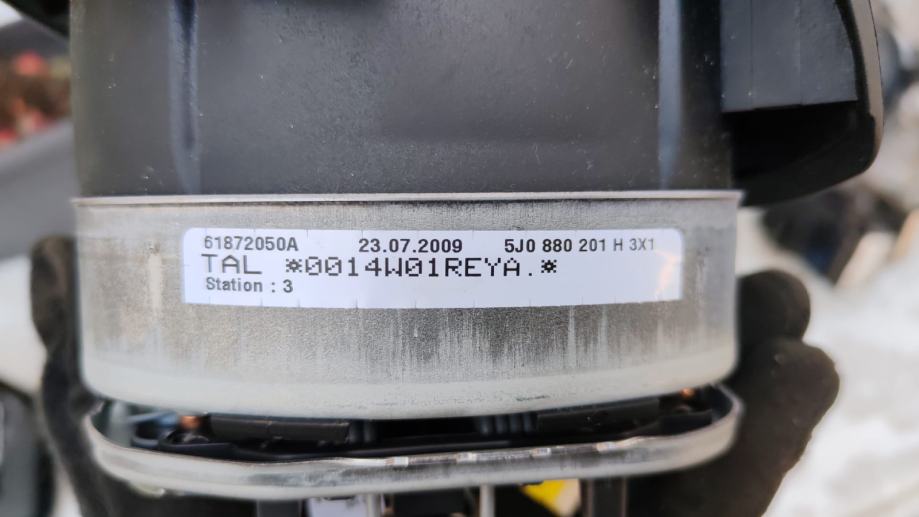 61872050A 23.07.2009 5J0 880 201 H 3X1
TAL *0014W01REYA.*
Station : 3